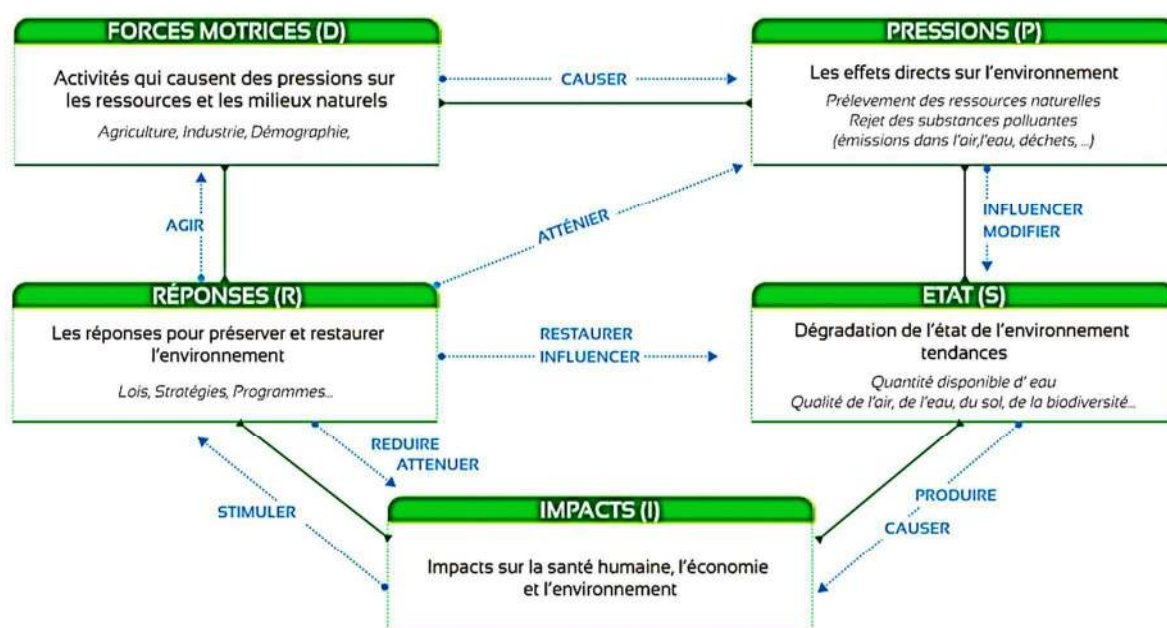 FORCES MOTRICES (D)
Activités qui causent des pressions sur
les ressources et les milieux naturels
Agriculture, Industrie, Démographie,
CAUSER
PRESSIONS (P)
Les effets directs sur l'environnement
Prélevement des ressources naturelles
Rejet des substances polluantes
(émissions dans l'air,l'eau, déchets, ...)
AGIR
ATTÉNIER
INFLUENCER
MODIFIER
RÉPONSES (R)
Les réponses pour préserver et restaurer
l'environnement
Lois, Stratégies, Programmes...
RESTAURER
INFLUENCER
ETAT (S)
Dégradation de l'état de l'environnement
tendances
Quantité disponible d' eau
Qualité de l'air, de l'eau, du sol, de la biodiversité...
REDUIRE
ATTENUER
STIMULER
PRODUIRE
CAUSER
IMPACTS (I)
Impacts sur la santé humaine, l'économie
et l'environnement